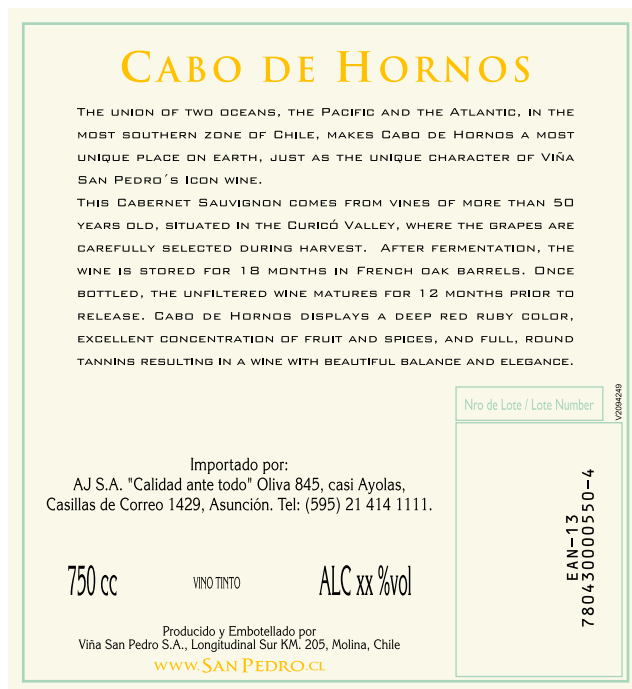 CABO DE HORNOS
THE UNION OF TWO OCEANS, THE PACIFIC AND THE ATLANTIC, IN THE
MOST SOUTHERN ZONE OF CHILE, MAKES CABO DE HORNOS A MOST
UNIQUE PLACE ON EARTH, JUST AS THE UNIQUE CHARACTER OF VIÑA
SAN PEDRO´S ICON WINE.
THIS CABERNET SAUVIGNON COMES FROM VINES OF MORE THAN 50
YEARS OLD, SITUATED IN THE CURICÓ VALLEY, WHERE THE GRAPES ARE
CAREFULLY SELECTED DURING HARVEST. AFTER FERMENTATION, THE
WINE IS STORED FOR 18 MONTHS IN FRENCH OAK BARRELS. ONCE
BOTTLED, THE UNFILTERED WINE MATURES FOR 12 MONTHS PRIOR TO
RELEASE. CABO DE HORNOS DISPLAYS A DEEP RED RUBY COLOR,
EXCELLENT CONCENTRATION OF FRUIT AND SPICES, AND FULL, ROUND
TANNINS RESULTING IN A WINE WITH BEAUTIFUL BALANCE AND ELEGANCE.
Nro de Lote / Lote Number
V2094249
Importado por:
AJ S.A. "Calidad ante todo" Oliva 845, casi Ayolas,
Casillas de Correo 1429, Asunción. Tel: (595) 21 414 1111.
EAN-13
780430000550-4
750 cc
VINO TINTO
ALC xx %vol
Producido y Embotellado por
Viña San Pedro S.A., Longitudinal Sur KM. 205, Molina, Chile
WWW.SAN PEDRO.CL